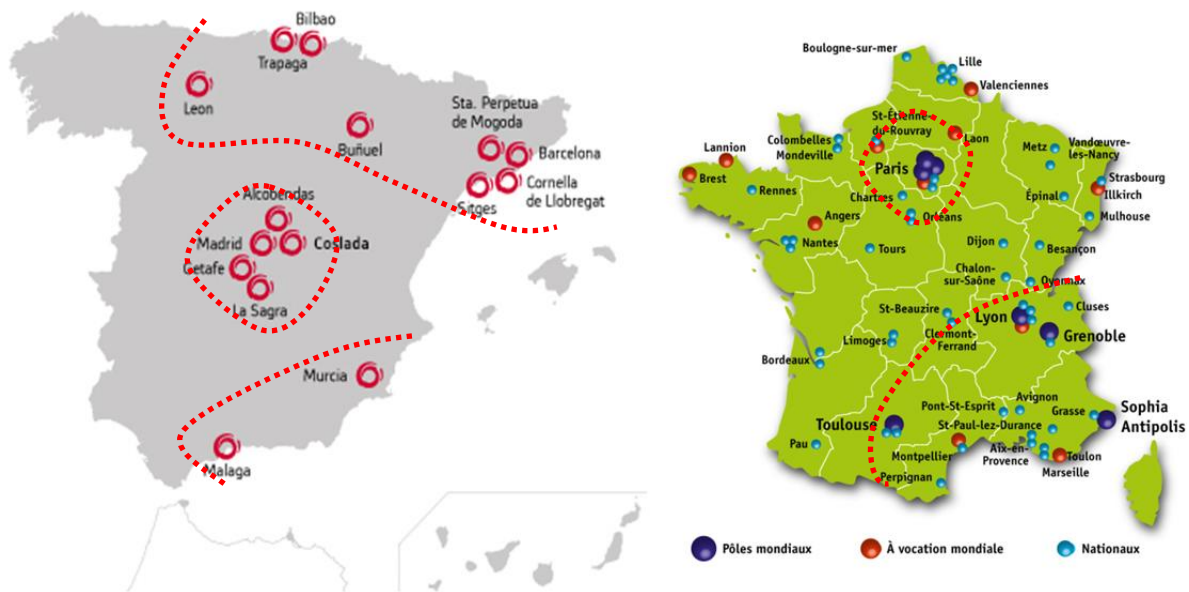 Bilbao
Trapaga
Leon
Buñuel
Sta. Perpetua
de Mogoda
Barcelona
Cornella
de Llobregat
Sitges
Alcobendas
Madrid
Coslada
Getafe
La Sagra
Murcia
Malaga
Boulogne-sur-mer
Lille
Valenciennes
St-Étienne-
du-Rouvray
Laon
Colombelles
Mondeville
Metz
Vandœuvre-
les-Nancy
Lannion
Brest
Paris
Strasbourg
Illkirch
Rennes
Chartres
Épinal
Mulhouse
Angers
Orléans
Nantes
Tours
Dijon
Besançon
Chalon-
sur-Saône
Oyonnax
St-Beauzire
Lyon
Cluses
Clermont-
Ferrand
Limoges
Grenoble
Bordeaux
Pont-St-Esprit
Avignon
Grasse
Sophia
Antipolis
Toulouse
St-Paul-lez-Durance
Pau
Montpellier
Aix-en-
Provence
Toulon
Marseille
Perpignan
Pôles mondiaux
À vocation mondiale
Nationaux